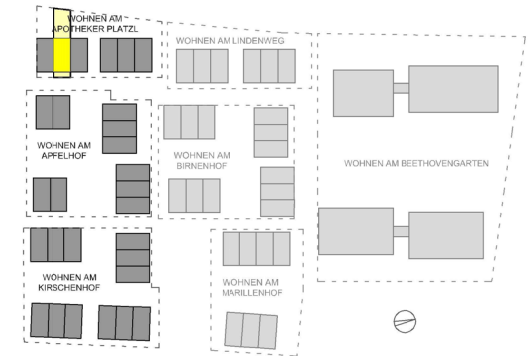 WOHNEN AM
APOTHEKER PLATZL
WOHNEN AM LINDENWEG
WOHNEN AM
APFELHOF
WOHNEN AM
BIRNENHOF
WOHNEN AM BEETHOVENGARTEN
WOHNEN AM
KIRSCHENHOF
WOHNEN AM
MARILLENHOF